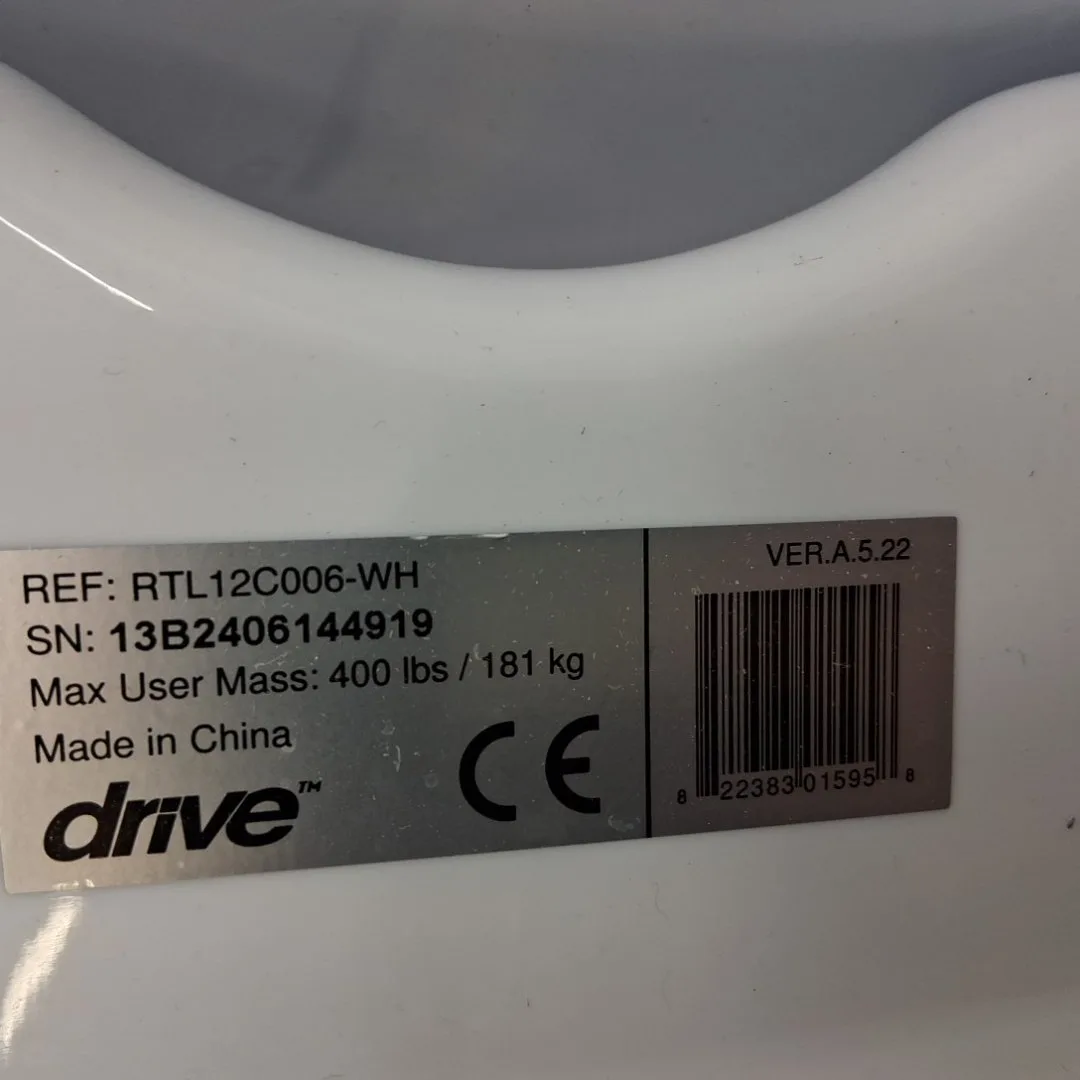 REF: RTL12C006-WH
SN: 13B2406144919
Max User Mass: 400 lbs / 181 kg
Made in China
drive™
CE
VER.A.5.22
8 22383 01595 8